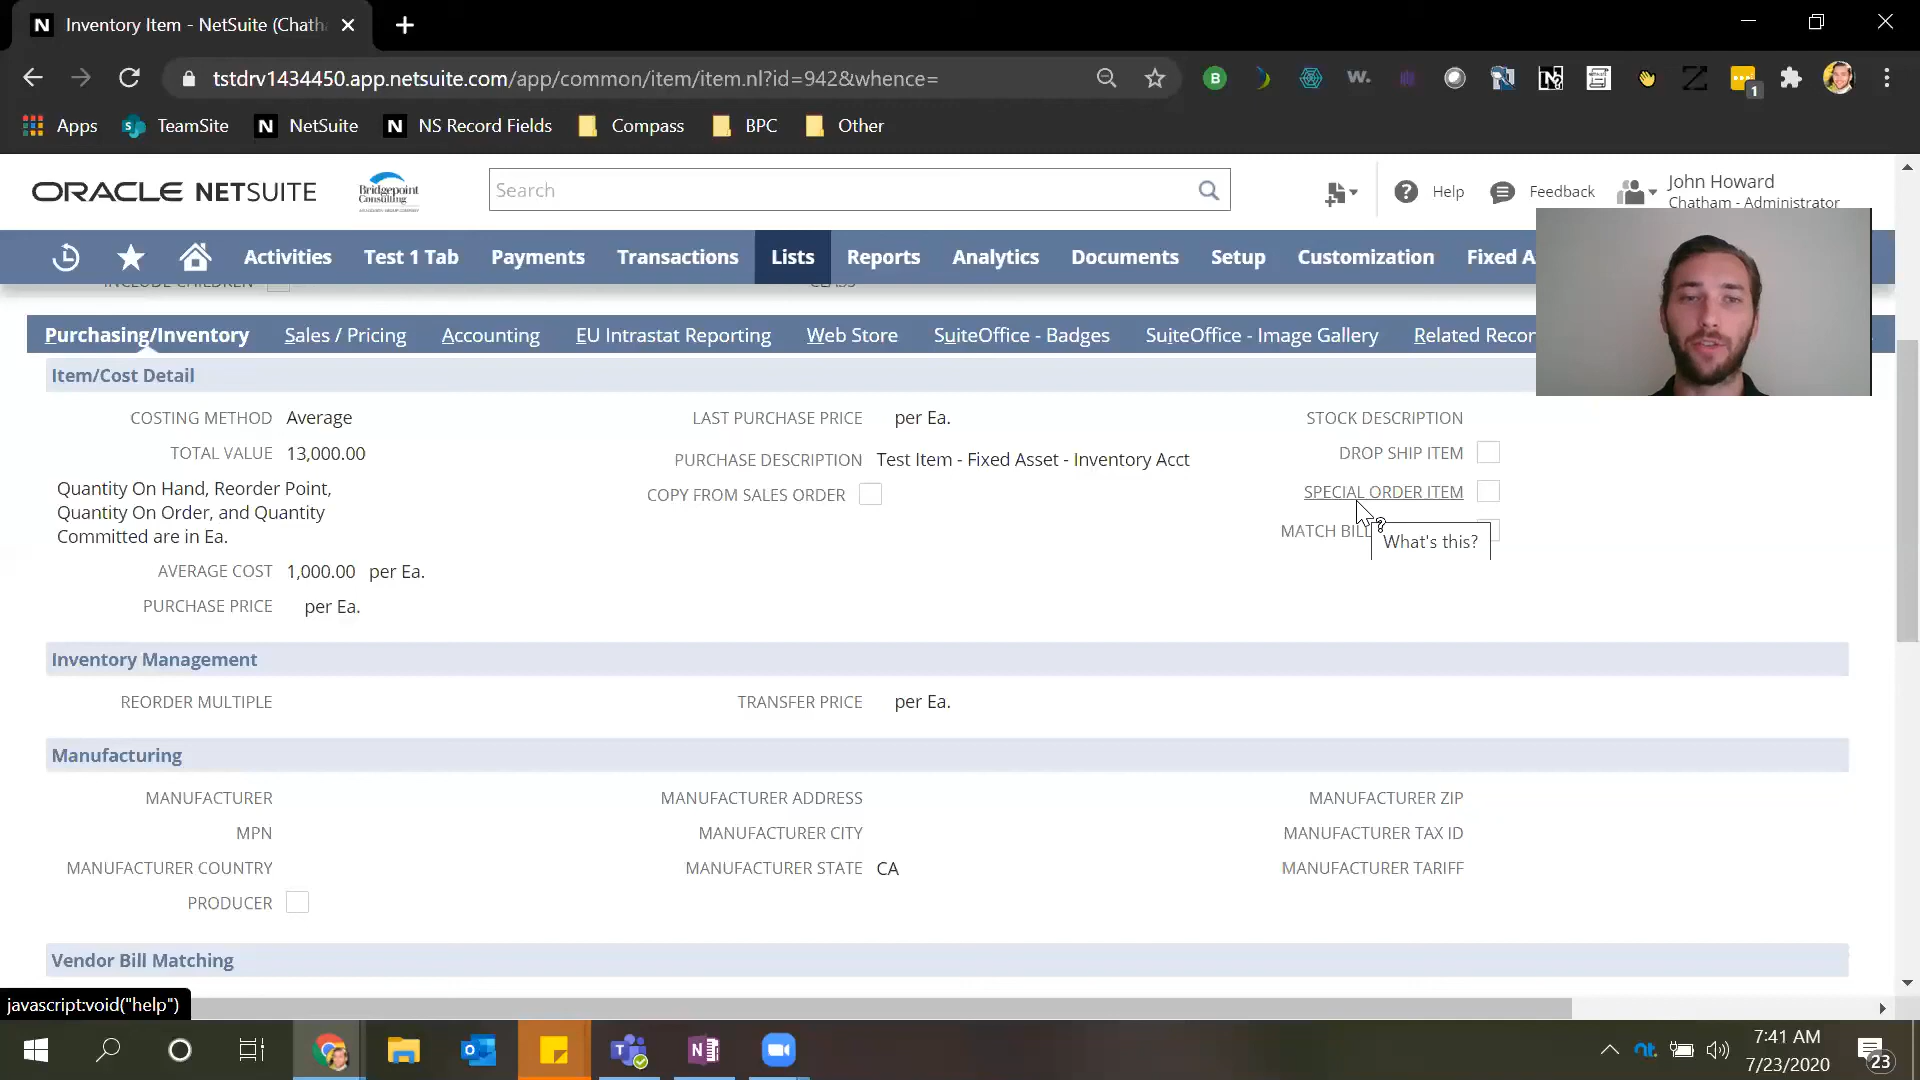 Inventory Item - NetSuite (Chath
tstdrv1434450.app.netsuite.com/app/common/item/item.nl?id=942&whence=
1
Apps TeamSite NetSuite NS Record Fields Compass BPC Other
ORACLE NETSUITE
Bridgepoint
Consulting
Search
Help
Feedback
John Howard
Chatham - Administrator
Activities Test 1 Tab Payments Transactions Lists Reports Analytics Documents Setup Customization Fixed A
INCLUDE CHILDREN CLASS
Purchasing/Inventory Sales / Pricing Accounting EU Intrastat Reporting Web Store SuiteOffice - Badges SuiteOffice - Image Gallery Related Recor
Item/Cost Detail
COSTING METHOD Average
TOTAL VALUE 13,000.00
Quantity On Hand, Reorder Point,
Quantity On Order, and Quantity
Committed are in Ea.
AVERAGE COST 1,000.00 per Ea.
PURCHASE PRICE per Ea.
LAST PURCHASE PRICE per Ea.
PURCHASE DESCRIPTION Test Item - Fixed Asset - Inventory Acct
COPY FROM SALES ORDER
STOCK DESCRIPTION
DROP SHIP ITEM
SPECIAL ORDER ITEM
MATCH BILL
What's this?
Inventory Management
REORDER MULTIPLE
TRANSFER PRICE per Ea.
Manufacturing
MANUFACTURER
MPN
MANUFACTURER COUNTRY
PRODUCER
MANUFACTURER ADDRESS
MANUFACTURER CITY
MANUFACTURER STATE CA
MANUFACTURER ZIP
MANUFACTURER TAX ID
MANUFACTURER TARIFF
Vendor Bill Matching
javascript:void("help")
7:41 AM
7/23/2020
23